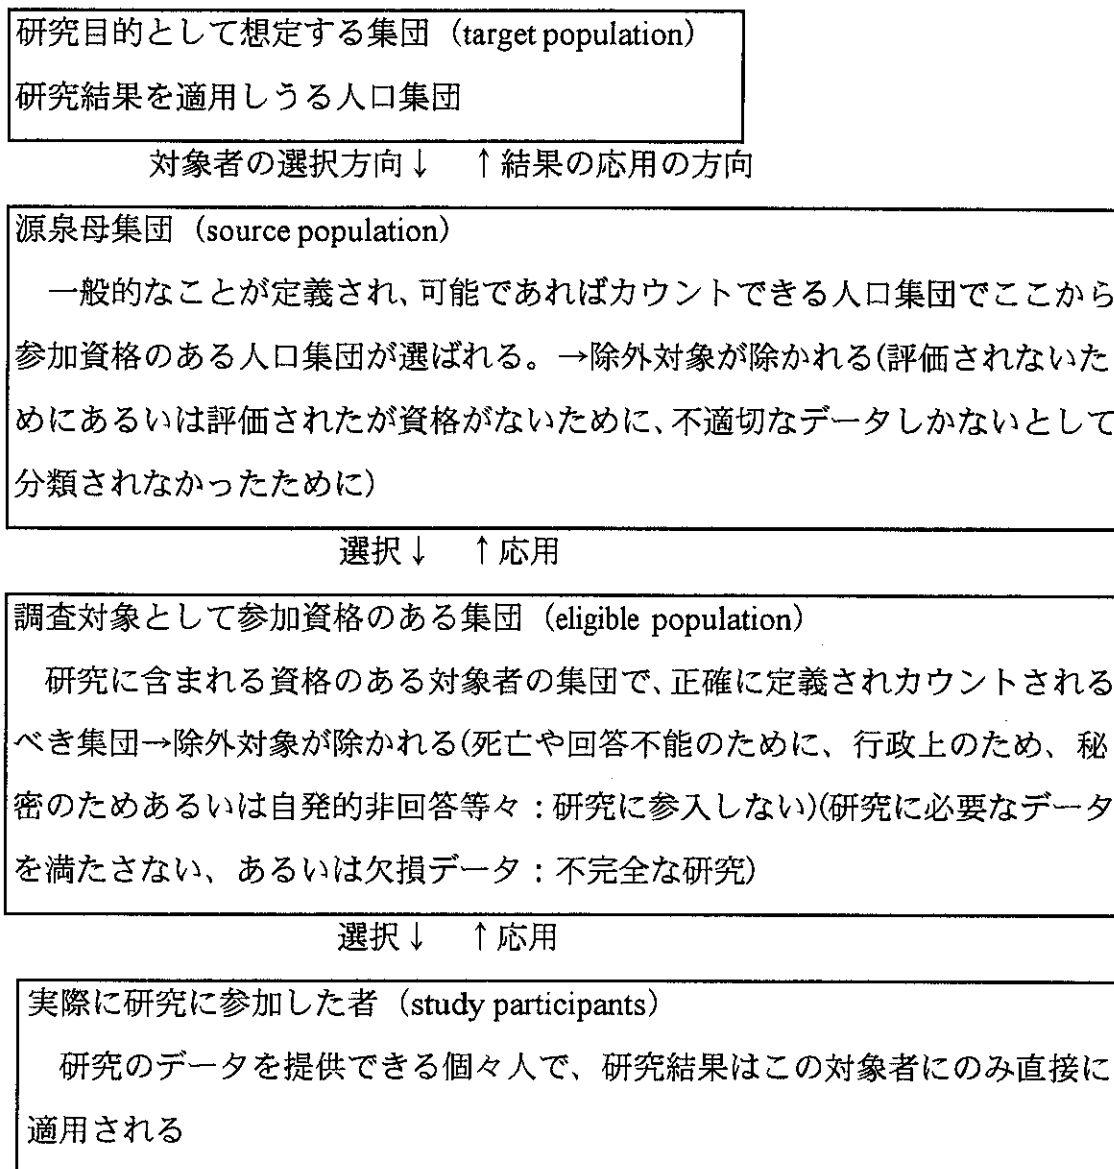 研究目的として想定する集団（target population）
研究結果を適用しうる人口集団
対象者の選択方向↓　↑結果の応用の方向
源泉母集団（source population）
一般的なことが定義され、可能であればカウントできる人口集団でここから
参加資格のある人口集団が選ばれる。→除外対象が除かれる(評価されないた
めにあるいは評価されたが資格がないために、不適切なデータしかないとして
分類されなかったために)
選択↓　↑応用
調査対象として参加資格のある集団（eligible population）
研究に含まれる資格のある対象者の集団で、正確に定義されカウントされる
べき集団→除外対象が除かれる(死亡や回答不能のために、行政上のため、秘
密のためあるいは自発的非回答等々：研究に参入しない)(研究に必要なデータ
を満たさない、あるいは欠損データ：不完全な研究)
選択↓　↑応用
実際に研究に参加した者（study participants）
研究のデータを提供できる個々人で、研究結果はこの対象者にのみ直接に
適用される